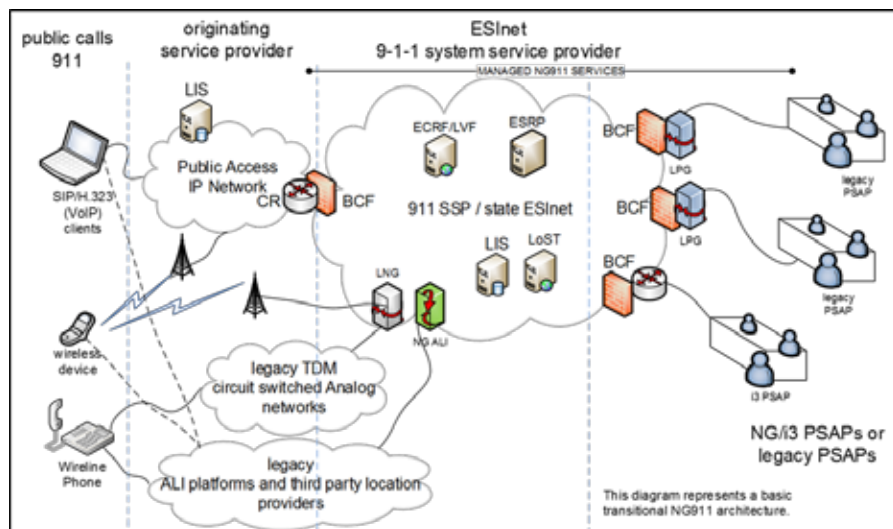 public calls
911
originating
service provider
ESInet
9-1-1 system service provider
MANAGED NG911 SERVICES
LIS
Public Access
IP Network
CR
BCF
SIP/H.323
(VoIP)
clients
ECRF/LVF
ESRP
911 SSP / state ESInet
LIS
LoST
LNG
NG ALI
BCF
LPG
legacy
PSAP
BCF
LPG
legacy
PSAP
BCF
i3 PSAP
wireless
device
legacy TDM
circuit switched Analog
networks
Wireline
Phone
legacy
ALI platforms and third party location
providers
NG/i3 PSAPs or
legacy PSAPs
This diagram represents a basic
transitional NG911 architecture.